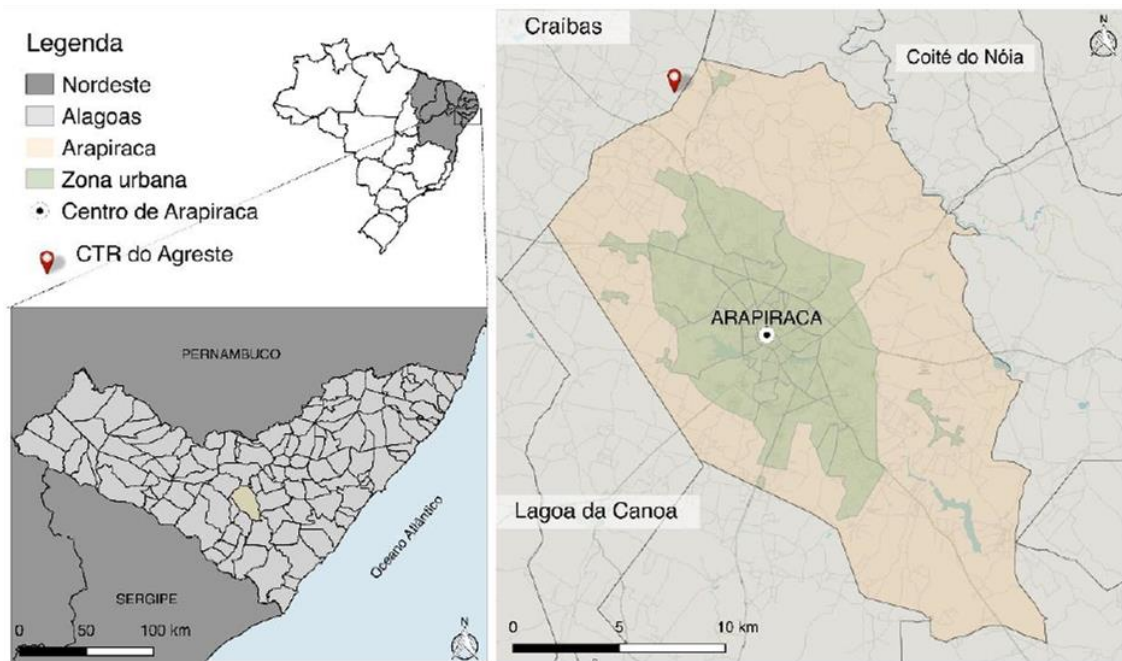 Legenda
Nordeste
Alagoas
Arapiraca
Zona urbana
Centro de Arapiraca
CTR do Agreste
PERNAMBUCO
SERGIPE
Oceano Atlântico
0 50 100 km
N
Craíbas
Coité do Nóia
N
ARAPIRACA
Lagoa da Canoa
0 5 10 km